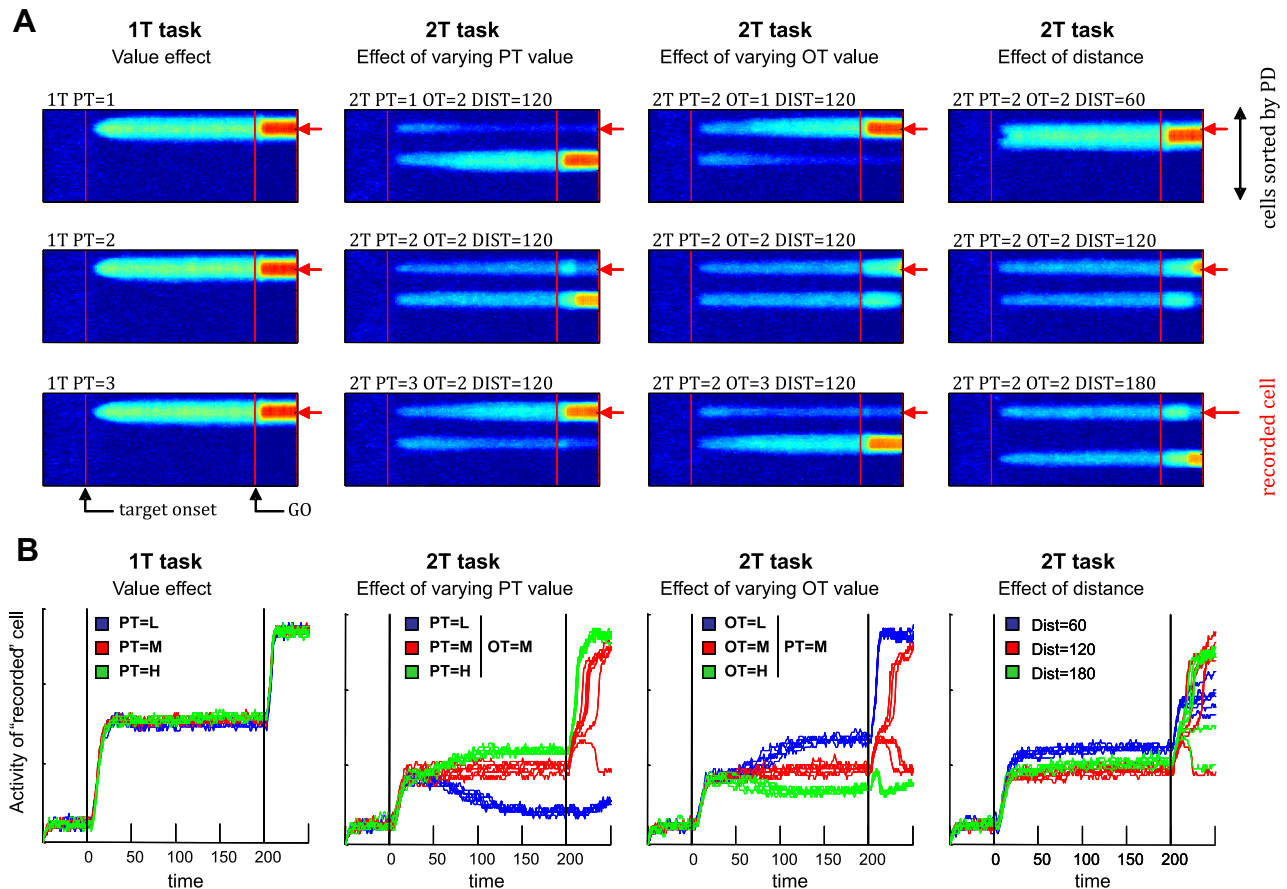 A
1T task
Value effect
2T task
Effect of varying PT value
2T task
Effect of varying OT value
2T task
Effect of distance
1T PT=1
2T PT=1 OT=2 DIST=120
2T PT=2 OT=1 DIST=120
2T PT=2 OT=2 DIST=60
cells sorted by PD
1T PT=2
2T PT=2 OT=2 DIST=120
2T PT=2 OT=2 DIST=120
2T PT=2 OT=2 DIST=120
1T PT=3
2T PT=3 OT=2 DIST=120
2T PT=2 OT=3 DIST=120
2T PT=2 OT=2 DIST=180
recorded cell
target onset
GO
B
1T task
Value effect
2T task
Effect of varying PT value
2T task
Effect of varying OT value
2T task
Effect of distance
Activity of "recorded" cell
PT=L
PT=M
PT=H
PT=L
PT=M
PT=H
OT=M
OT=L
OT=M
OT=H
PT=M
Dist=60
Dist=120
Dist=180
0 50 100 150 200
0 50 100 150 200
0 50 100 150 200
0 50 100 150 200
time
time
time
time